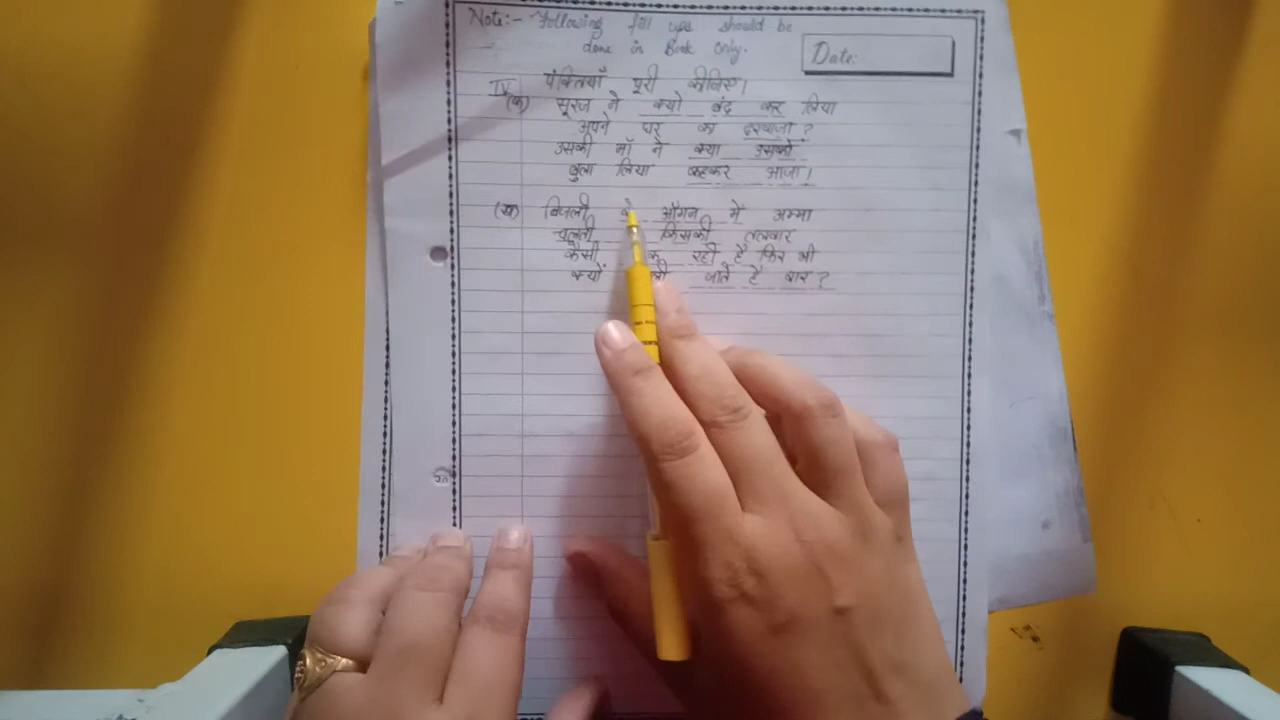 Note:- Following fill ups should be
done in Book only.
Date:
IV पंक्तियाँ पूरी कीजिए।
(क) सूरज ने क्यों बंद कर लिया
अपने घर का दरवाजा?
उसकी माँ ने क्या उसको
बुला लिया कहकर आजा।
(ख) बिजली के आँगन में अम्मा
चलती किसकी तलवार
कैसी रही है फिर भी
क्यों जाते है वार?